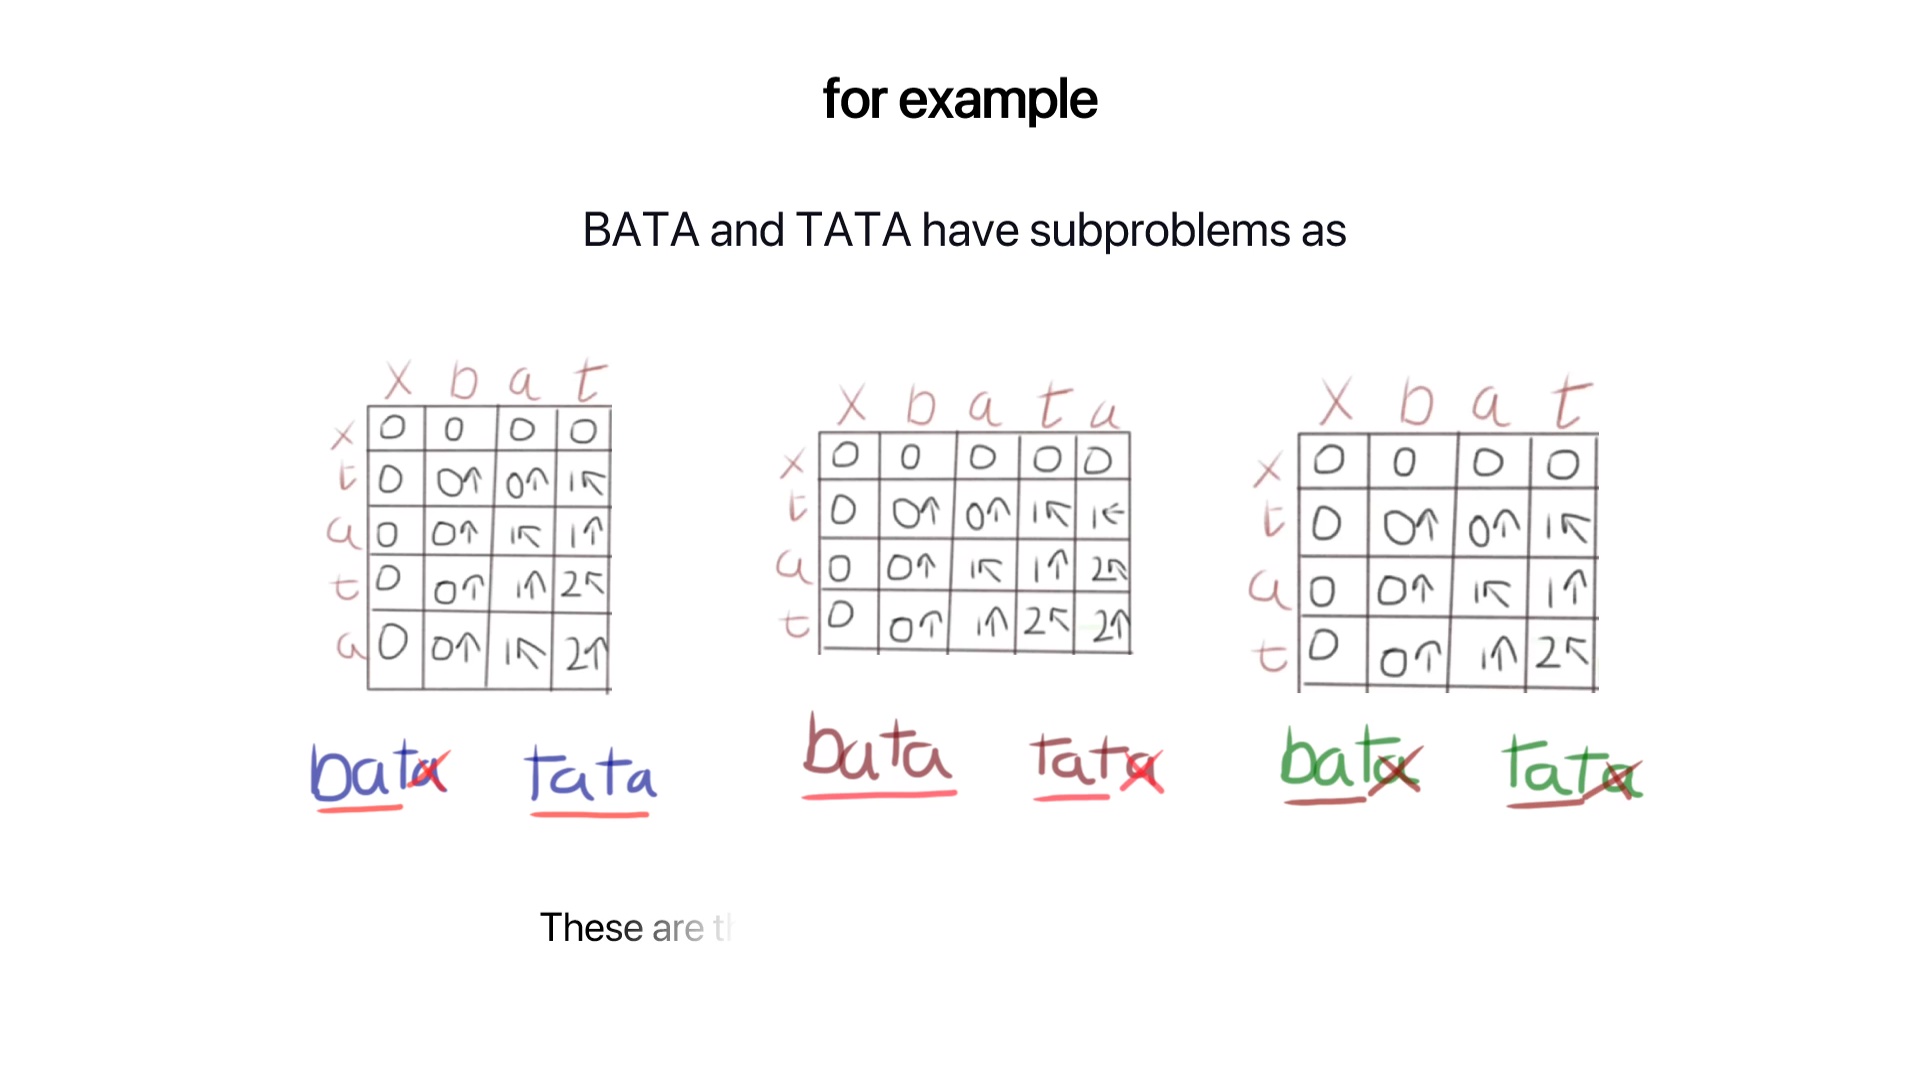 for example
BATA and TATA have subproblems as
x b a t
x 0 0 0 0
t 0 0↑ 0↑ 1↖
a 0 0↑ 1↖ 1↑
t 0 0↑ 1↑ 2↖
a 0 0↑ 1↖ 2↑
bata tata
x b a t a
x 0 0 0 0 0
t 0 0↑ 0↑ 1↖ 1←
a 0 0↑ 1↖ 1↑ 2↖
t 0 0↑ 1↑ 2↖ 2↑
bata tata
x b a t
x 0 0 0 0
t 0 0↑ 0↑ 1↖
a 0 0↑ 1↖ 1↑
t 0 0↑ 1↑ 2↖
bata tata
These are th